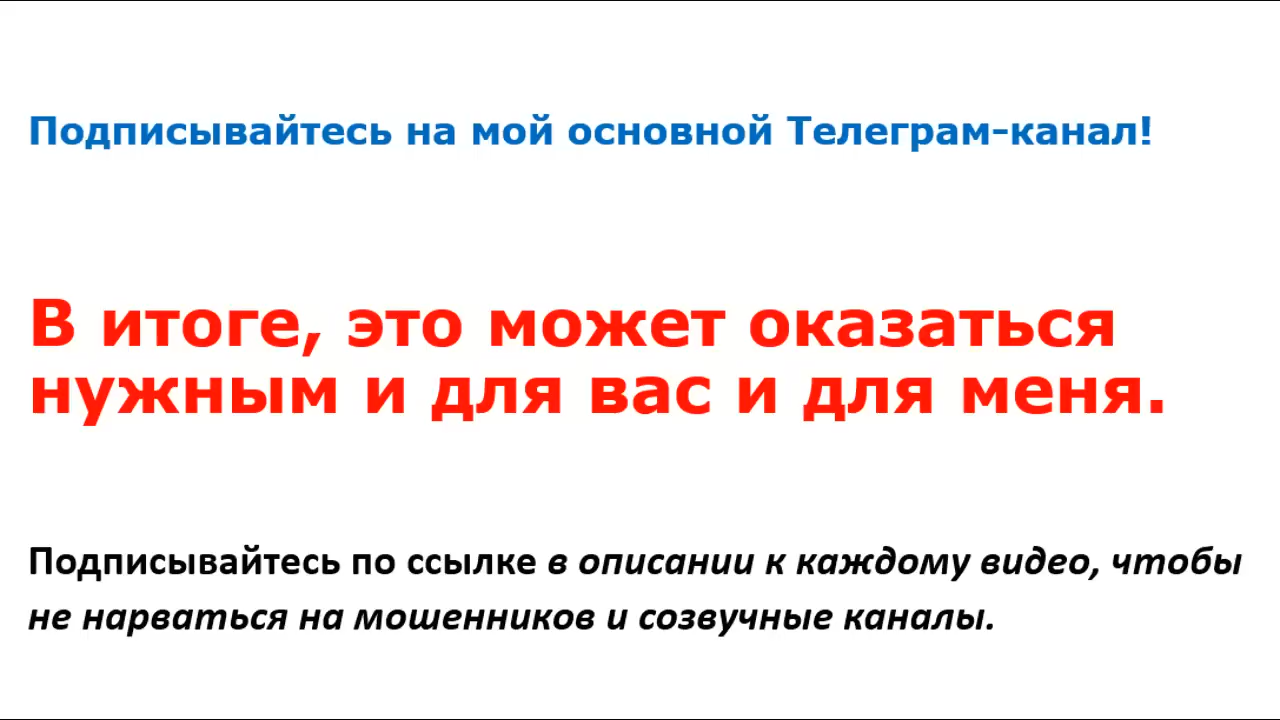 Подписывайтесь на мой основной Телеграм-канал!
В итоге, это может оказаться
нужным и для вас и для меня.
Подписывайтесь по ссылке в описании к каждому видео, чтобы
не нарваться на мошенников и созвучные каналы.